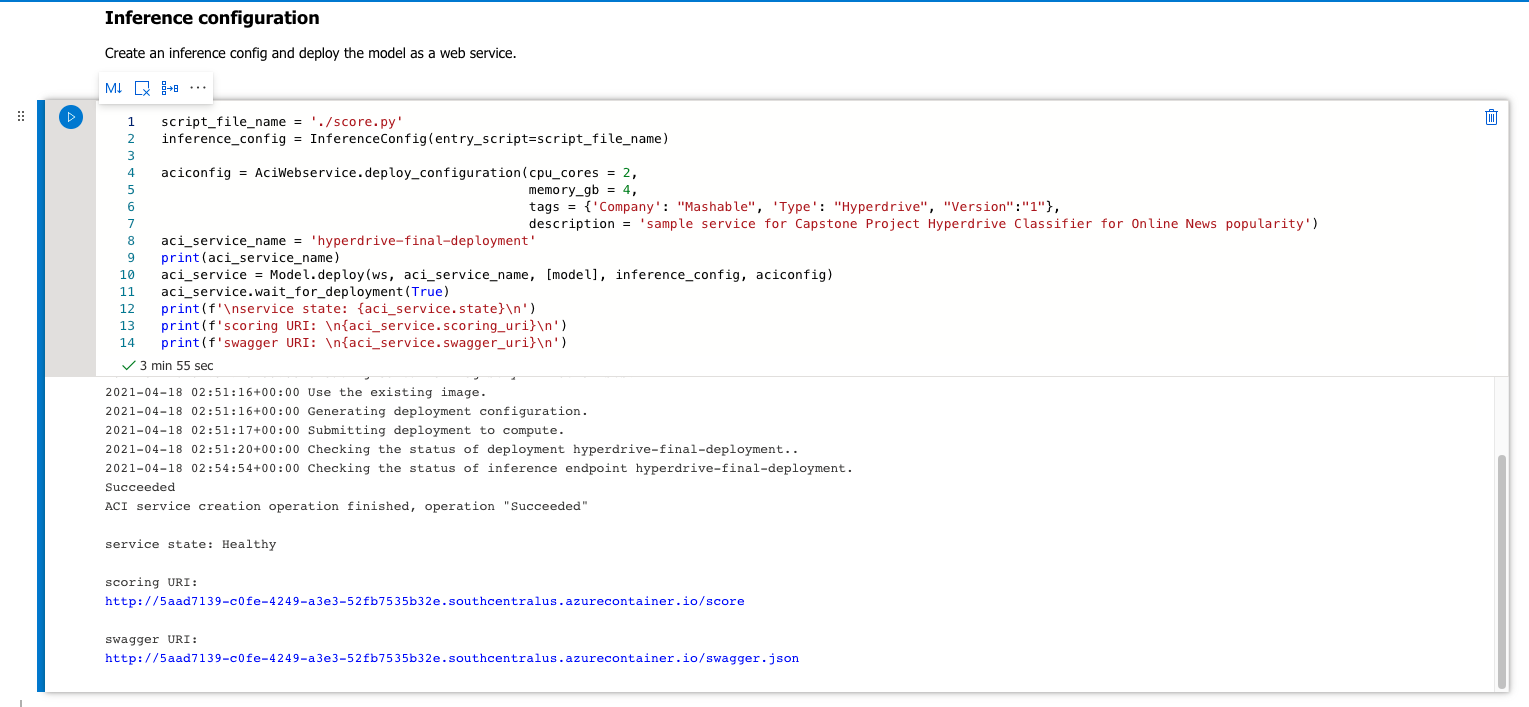 Inference configuration
Create an inference config and deploy the model as a web service.
M↓
1 script_file_name = './score.py'
2 inference_config = InferenceConfig(entry_script=script_file_name)
3
4 aciconfig = AciWebservice.deploy_configuration(cpu_cores = 2,
5 memory_gb = 4,
6 tags = {'Company': "Mashable", 'Type': "Hyperdrive", "Version":"1"},
7 description = 'sample service for Capstone Project Hyperdrive Classifier for Online News popularity')
8 aci_service_name = 'hyperdrive-final-deployment'
9 print(aci_service_name)
10 aci_service = Model.deploy(ws, aci_service_name, [model], inference_config, aciconfig)
11 aci_service.wait_for_deployment(True)
12 print(f'\nservice state: {aci_service.state}\n')
13 print(f'scoring URI: \n{aci_service.scoring_uri}\n')
14 print(f'swagger URI: \n{aci_service.swagger_uri}\n')
3 min 55 sec
2021-04-18 02:51:16+00:00 Use the existing image.
2021-04-18 02:51:16+00:00 Generating deployment configuration.
2021-04-18 02:51:17+00:00 Submitting deployment to compute.
2021-04-18 02:51:20+00:00 Checking the status of deployment hyperdrive-final-deployment..
2021-04-18 02:54:54+00:00 Checking the status of inference endpoint hyperdrive-final-deployment.
Succeeded
ACI service creation operation finished, operation "Succeeded"
service state: Healthy
scoring URI:
http://5aad7139-c0fe-4249-a3e3-52fb7535b32e.southcentralus.azurecontainer.io/score
swagger URI:
http://5aad7139-c0fe-4249-a3e3-52fb7535b32e.southcentralus.azurecontainer.io/swagger.json